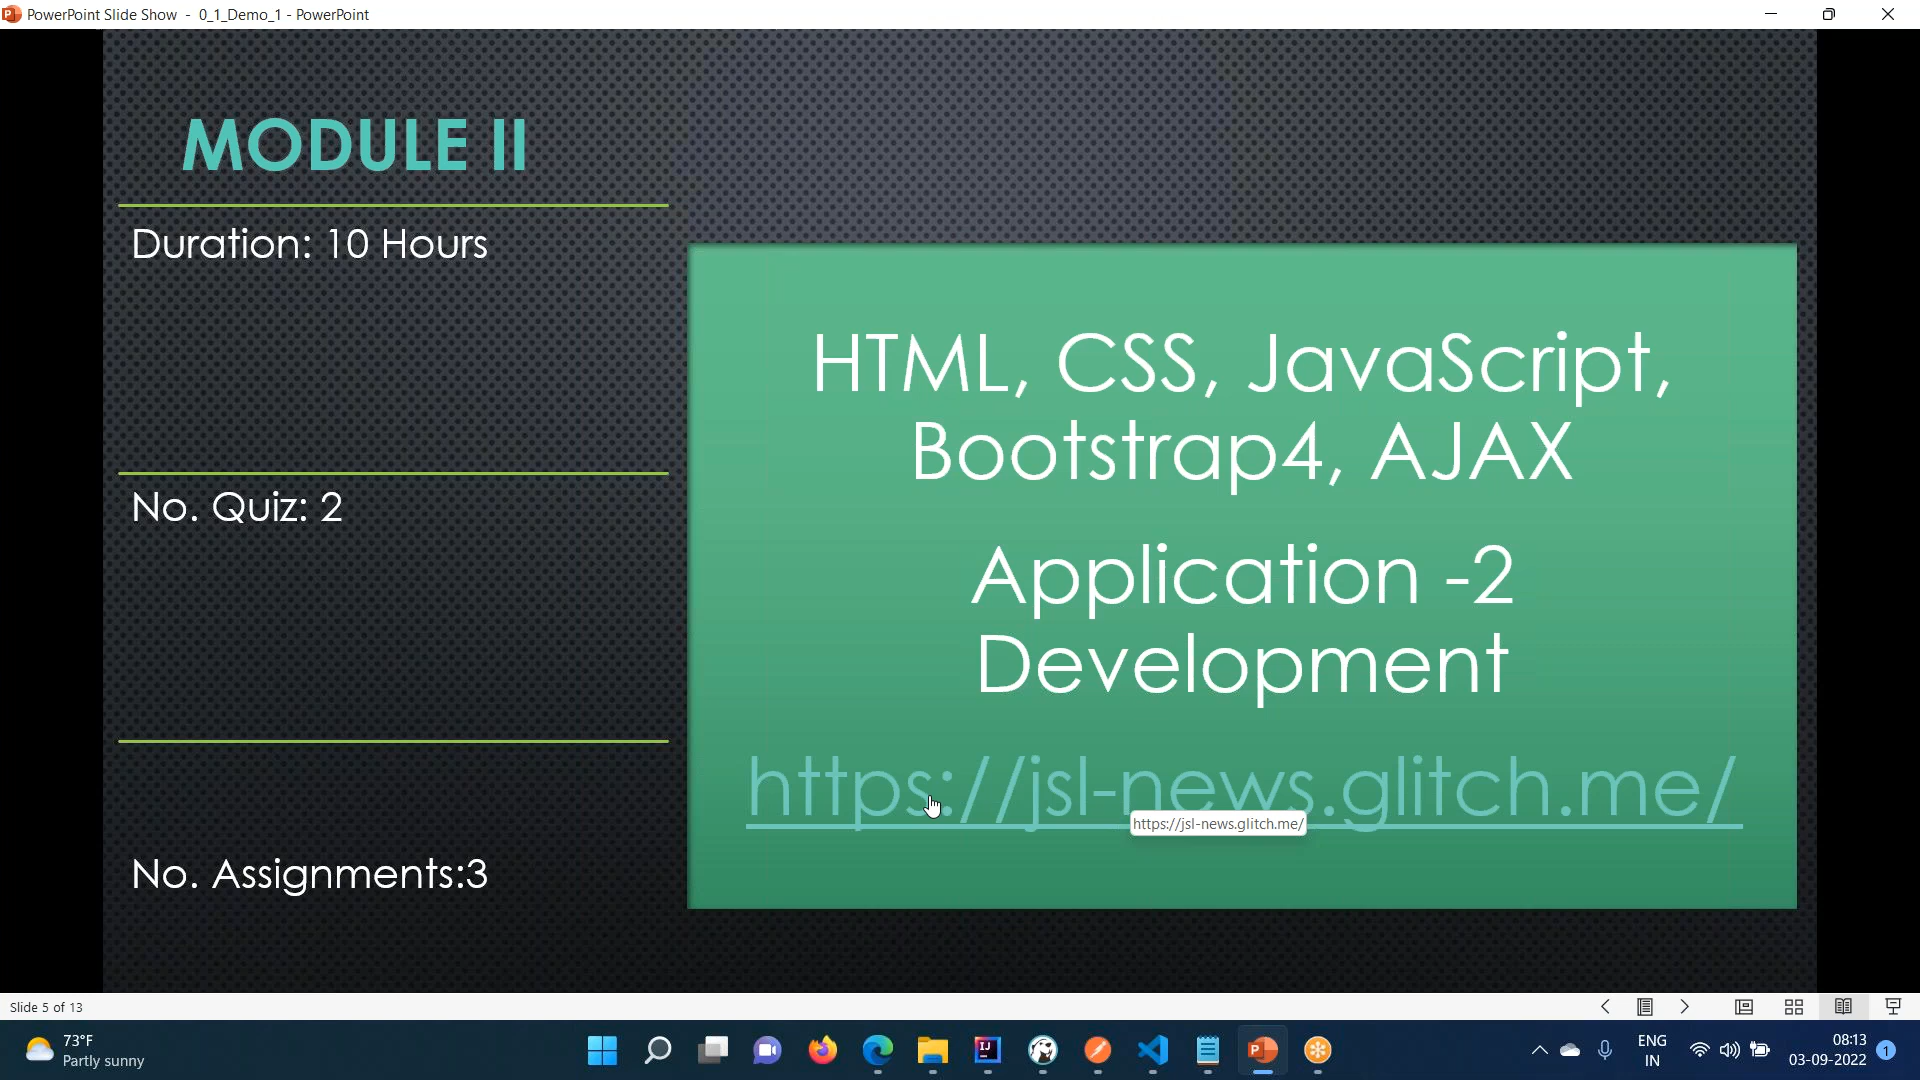 PowerPoint Slide Show - 0_1_Demo_1 - PowerPoint
MODULE II
Duration: 10 Hours
No. Quiz: 2
No. Assignments:3
HTML, CSS, JavaScript,
Bootstrap4, AJAX
Application -2
Development
https://jsl-news.glitch.me/
https://jsl-news.glitch.me/
Slide 5 of 13
73°F
Partly sunny
ENG
IN
08:13
03-09-2022
1